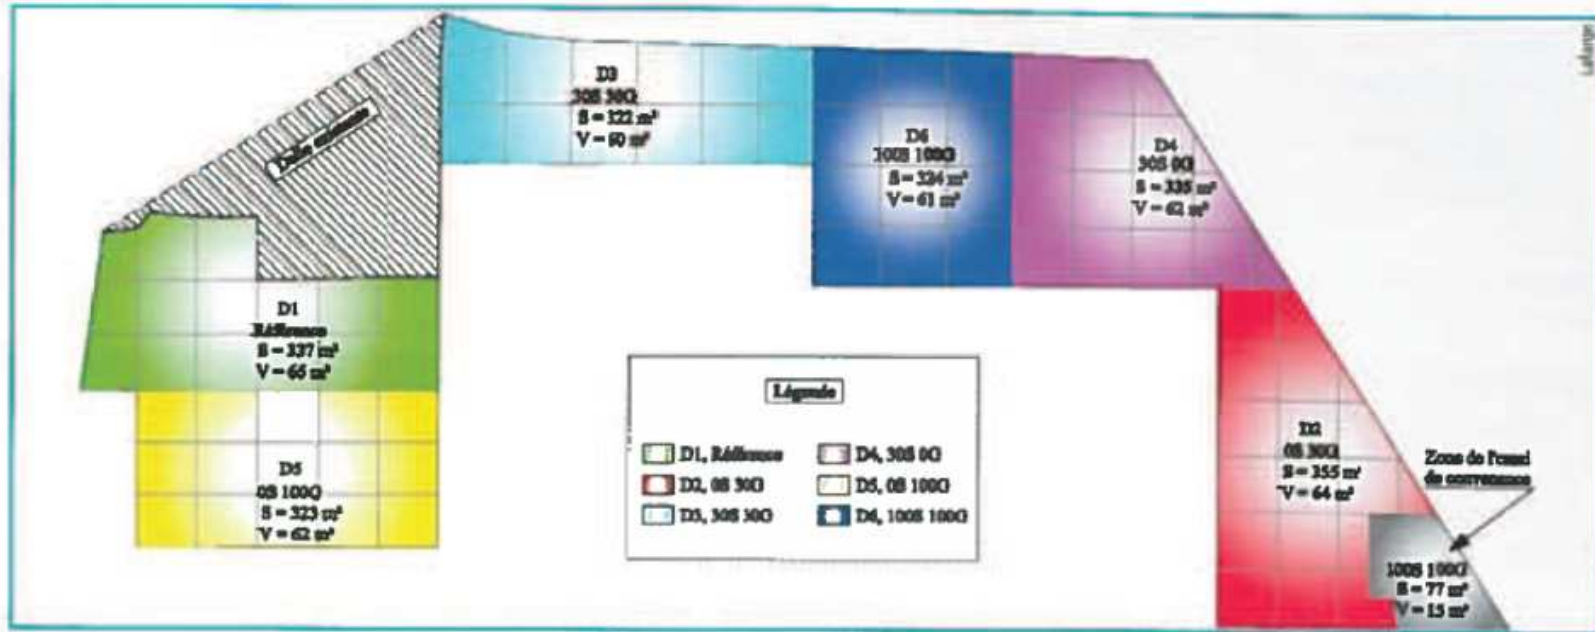 Lafarge
D3
30S 30G
S = 322 m²
V = 60 m³
D6
100S 100G
S = 324 m²
V = 61 m³
D4
30S 0G
S = 335 m²
V = 62 m³
Dalle existante
D1
Référence
S = 337 m²
V = 65 m³
D5
0S 100G
S = 323 m²
V = 62 m³
Légende
D1, Référence
D2, 0S 30G
D3, 30S 30G
D4, 30S 0G
D5, 0S 100G
D6, 100S 100G
D2
0S 30G
S = 355 m²
V = 64 m³
Zone de l'essai
de convenance
100S 100G
S = 77 m²
V = 15 m³